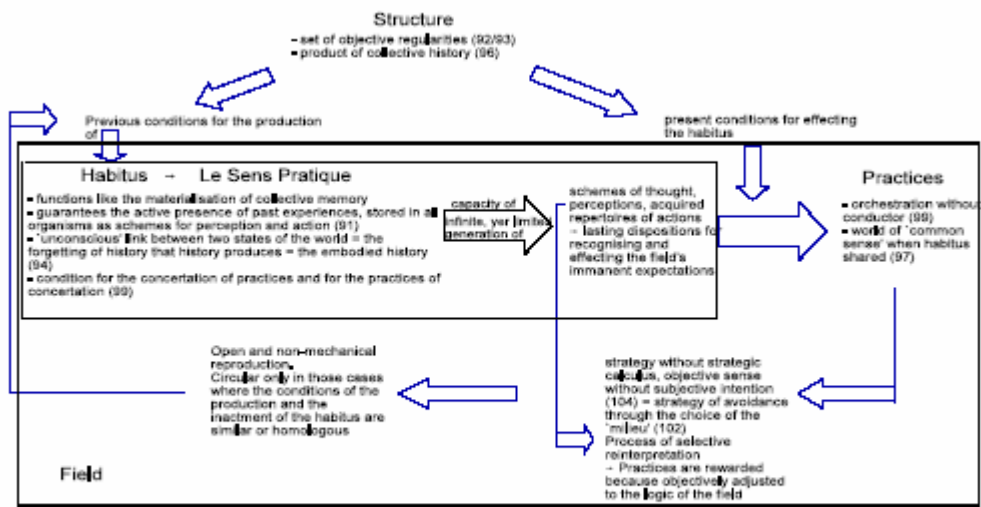 Structure
– set of objective regularities (92/93)
– product of collective history (96)
Previous conditions for the production
of
present conditions for effecting
the habitus
Habitus → Le Sens Pratique
– functions like the materialisation of collective memory
– guarantees the active presence of past experiences, stored in all
organisms as schemes for perception and action (91)
– 'unconscious' link between two states of the world = the
forgetting of history that history produces = the embodied history
(94)
– condition for the concertation of practices and for the practices of
concertation (99)
capacity of
infinite, yer limited
generation of
schemes of thought,
perceptions, acquired
repertoires of actions
→ lasting dispositions for
recognising and
effecting the field's
immanent expectations
Practices
– orchestration without
conductor (99)
– world of 'common
sense' when habitus
shared (97)
Open and non-mechanical
reproduction.
Circular only in those cases
where the conditions of the
production and the
inactment of the habitus are
similar or homologous
strategy without strategic
calculus, objective sense
without subjective intention
(104) = strategy of avoidance
through the choice of the
'milieu' (102)
Process of selective
reinterpretation
→ Practices are rewarded
because objectively adjusted
to the logic of the field
Field